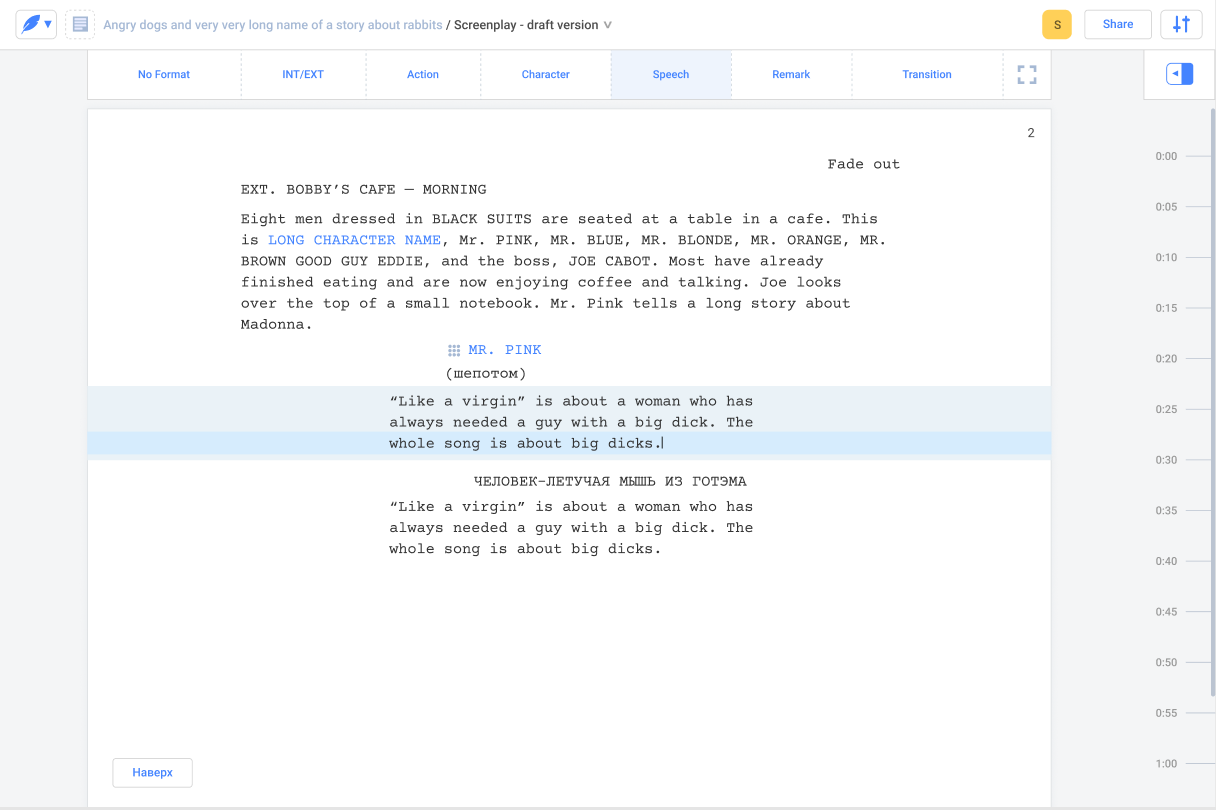 Angry dogs and very very long name of a story about rabbits / Screenplay - draft version
S
Share
No Format
INT/EXT
Action
Character
Speech
Remark
Transition
2
Fade out
EXT. BOBBY’S CAFE — MORNING
Eight men dressed in BLACK SUITS are seated at a table in a cafe. This
is LONG CHARACTER NAME, Mr. PINK, MR. BLUE, MR. BLONDE, MR. ORANGE, MR.
BROWN GOOD GUY EDDIE, and the boss, JOE CABOT. Most have already
finished eating and are now enjoying coffee and talking. Joe looks
over the top of a small notebook. Mr. Pink tells a long story about
Madonna.
MR. PINK
(шепотом)
“Like a virgin” is about a woman who has
always needed a guy with a big dick. The
whole song is about big dicks.
ЧЕЛОВЕК-ЛЕТУЧАЯ МЫШЬ ИЗ ГОТЭМА
“Like a virgin” is about a woman who has
always needed a guy with a big dick. The
whole song is about big dicks.
Наверх
0:00
0:05
0:10
0:15
0:20
0:25
0:30
0:35
0:40
0:45
0:50
0:55
1:00